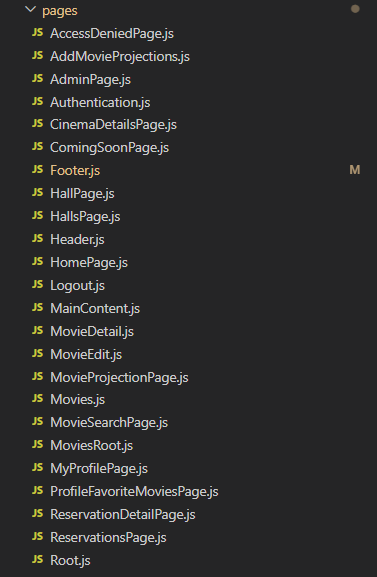 pages
JS AccessDeniedPage.js
JS AddMovieProjections.js
JS AdminPage.js
JS Authentication.js
JS CinemaDetailsPage.js
JS ComingSoonPage.js
JS Footer.js M
JS HallPage.js
JS HallsPage.js
JS Header.js
JS HomePage.js
JS Logout.js
JS MainContent.js
JS MovieDetail.js
JS MovieEdit.js
JS MovieProjectionPage.js
JS Movies.js
JS MovieSearchPage.js
JS MoviesRoot.js
JS MyProfilePage.js
JS ProfileFavoriteMoviesPage.js
JS ReservationDetailPage.js
JS ReservationsPage.js
JS Root.js